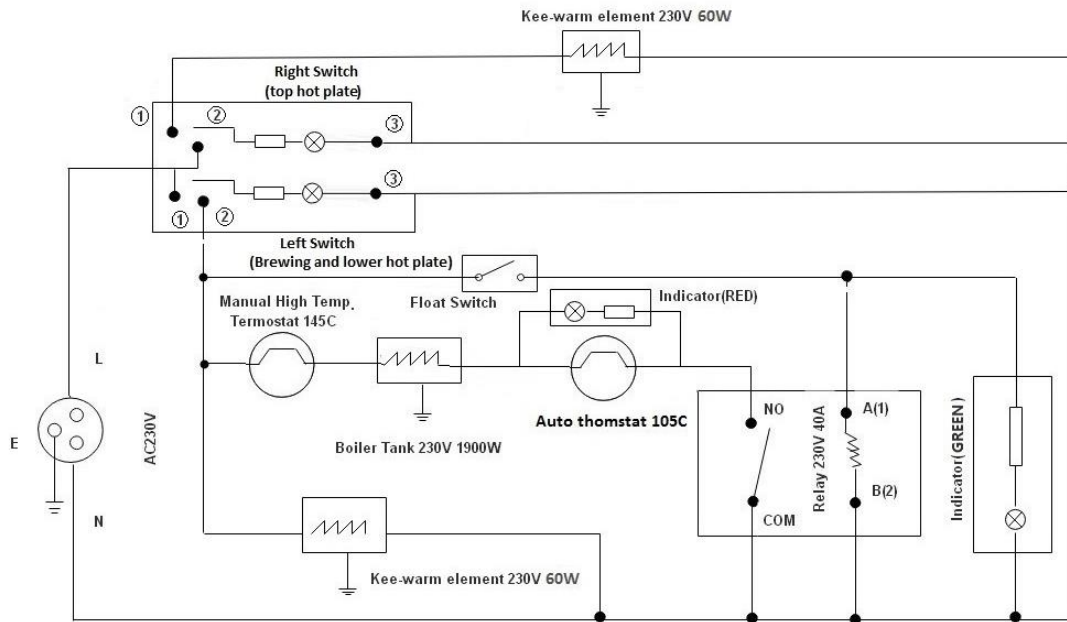 Kee-warm element 230V 60W
Right Switch
(top hot plate)
①
②
③
③
①
②
Left Switch
(Brewing and lower hot plate)
Float Switch
Indicator(RED)
Manual High Temp.
Termostat 145C
L
Auto thomstat 105C
NO
A(1)
Relay 230V 40A
B(2)
COM
Indicator(GREEN)
E
AC230V
Boiler Tank 230V 1900W
N
Kee-warm element 230V 60W